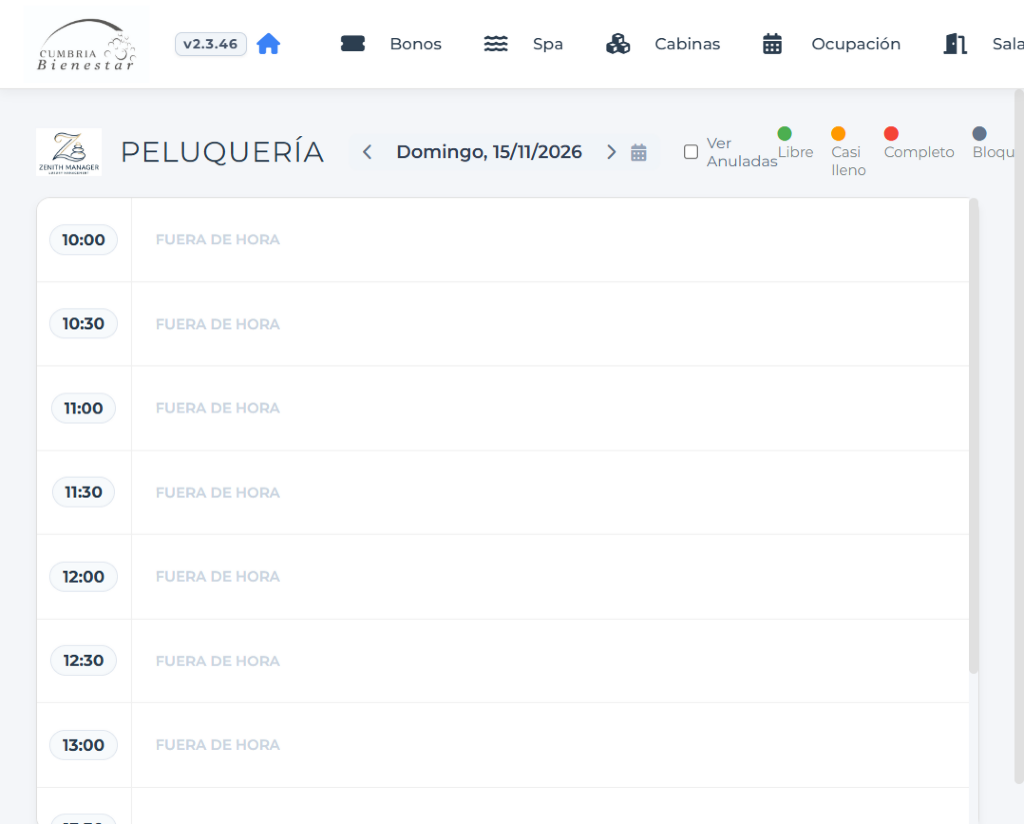 CUMBRIA
Bienestar
v2.3.46
Bonos
Spa
Cabinas
Ocupación
Sala
ZENITH MANAGER
PELUQUERÍA
Domingo, 15/11/2026
Ver
Anuladas
Libre
Casi
lleno
Completo
Bloqu
10:00 FUERA DE HORA
10:30 FUERA DE HORA
11:00 FUERA DE HORA
11:30 FUERA DE HORA
12:00 FUERA DE HORA
12:30 FUERA DE HORA
13:00 FUERA DE HORA